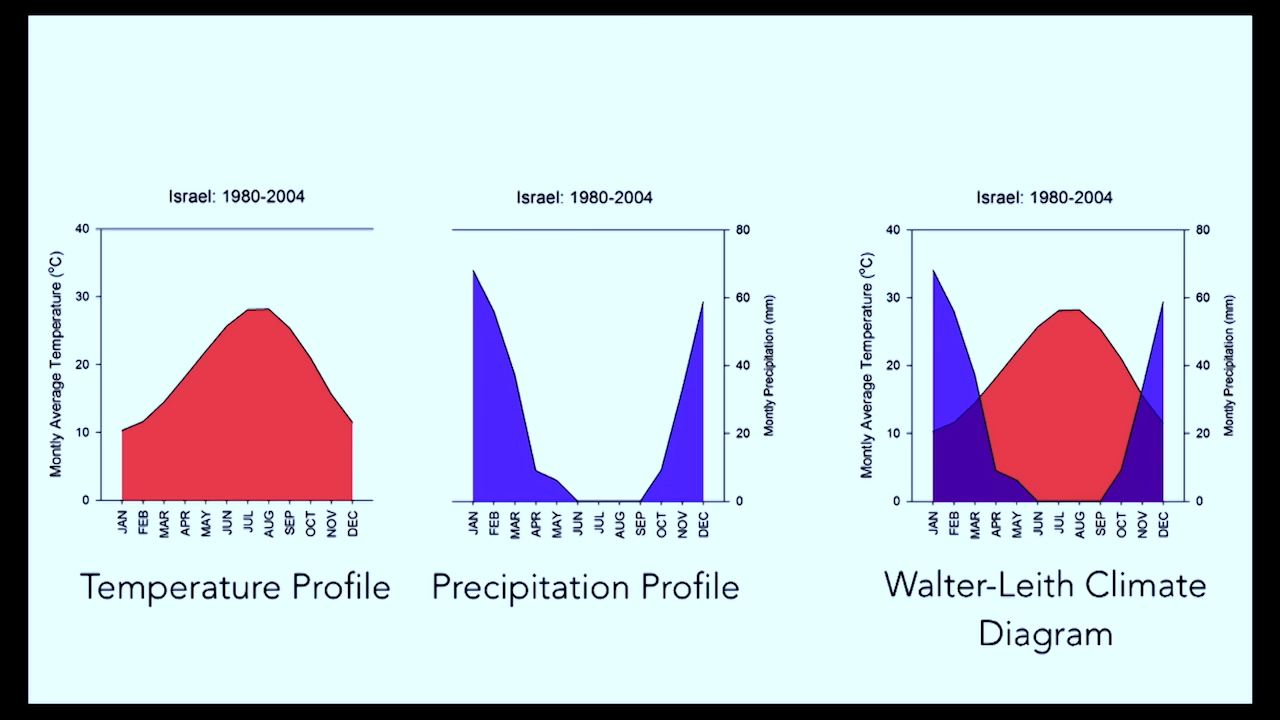 Israel: 1980-2004
40
30
20
10
0
Montly Average Temperature (°C)
JAN
FEB
MAR
APR
MAY
JUN
JUL
AUG
SEP
OCT
NOV
DEC
Temperature Profile
Israel: 1980-2004
80
60
40
20
0
Montly Precipitation (mm)
JAN
FEB
MAR
APR
MAY
JUN
JUL
AUG
SEP
OCT
NOV
DEC
Precipitation Profile
Israel: 1980-2004
40
30
20
10
0
Montly Average Temperature (°C)
80
60
40
20
0
Montly Precipitation (mm)
JAN
FEB
MAR
APR
MAY
JUN
JUL
AUG
SEP
OCT
NOV
DEC
Walter-Leith Climate
Diagram